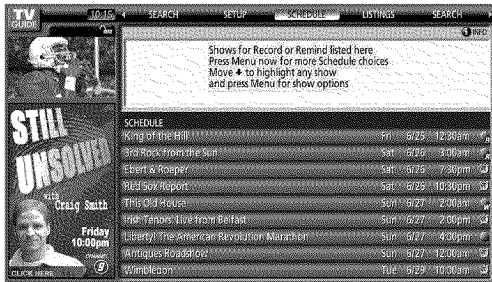 TV
GUIDE
10:16
SEARCH SETUP SCHEDULE LISTINGS SEARCH
INFO
Shows for Record or Remind listed here
Press Menu now for more Schedule choices
Move to highlight any show
and press Menu for show options
SCHEDULE
King of the Hill Fri 6/25 12:30am
3rd Rock from the Sun Sat 6/26 3:00am
Ebert & Roeper Sat 6/26 7:30pm
Red Sox Report Sat 6/26 10:30pm
This Old House Sun 6/27 2:00am
Irish Tenors: Live from Belfast Sun 6/27 2:00pm
Liberty! The American Revolution Marathon Sun 6/27 4:00pm
Antiques Roadshow Sun 6/27 12:00am
Wimbledon Tue 6/29 10:00am
STILL
UNSOLVED
with
Craig Smith
Friday
10:00pm
9
CLICK HERE